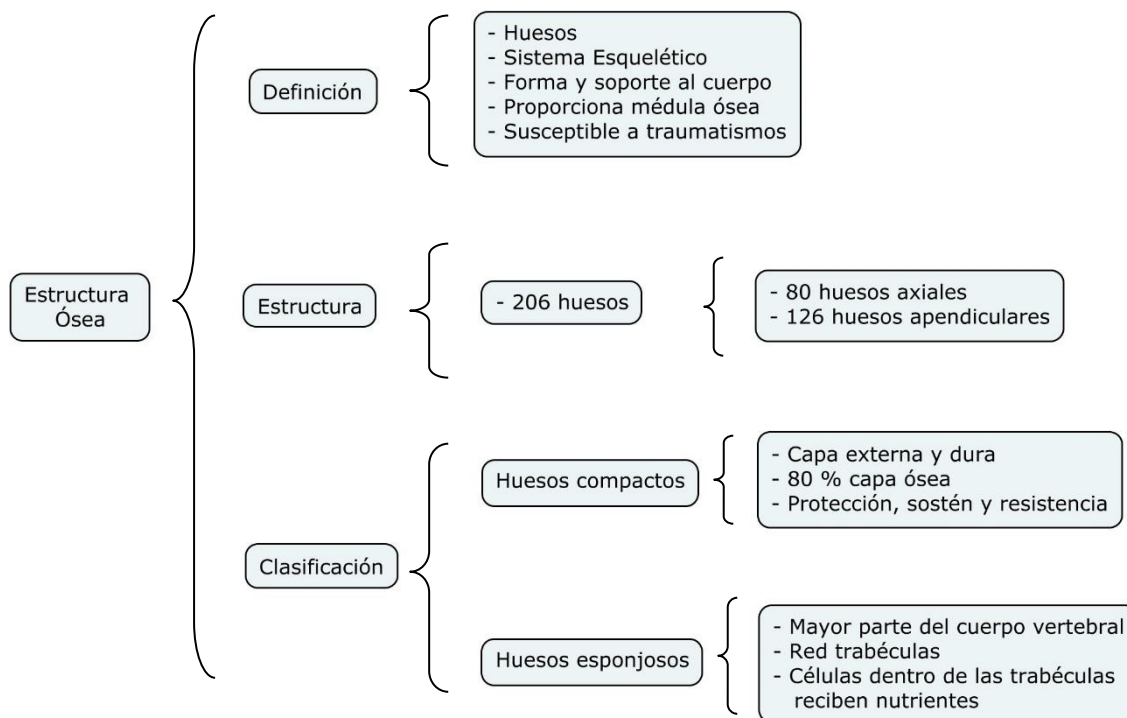 Estructura
Ósea
Definición
- Huesos
- Sistema Esquelético
- Forma y soporte al cuerpo
- Proporciona médula ósea
- Susceptible a traumatismos
Estructura
- 206 huesos
- 80 huesos axiales
- 126 huesos apendiculares
Clasificación
Huesos compactos
- Capa externa y dura
- 80 % capa ósea
- Protección, sostén y resistencia
Huesos esponjosos
- Mayor parte del cuerpo vertebral
- Red trabéculas
- Células dentro de las trabéculas
reciben nutrientes